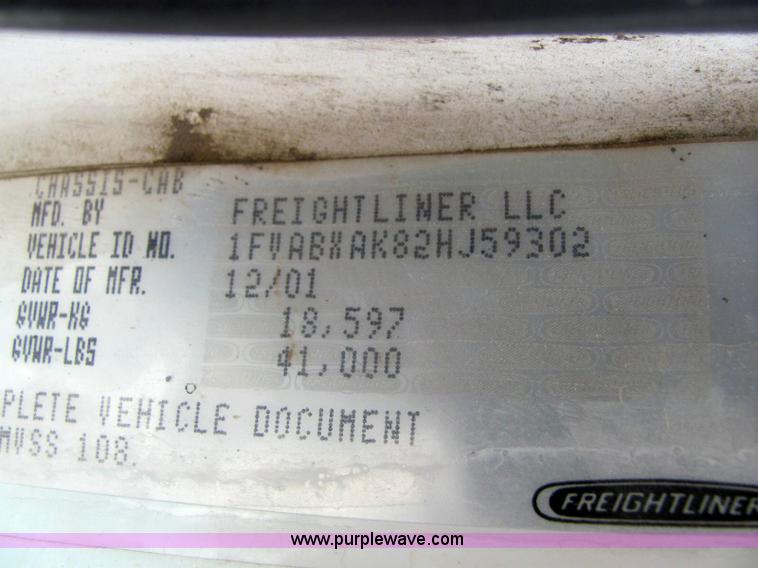 CHASSIS-CAB
MFD. BY FREIGHTLINER LLC
VEHICLE ID NO. 1FVABXAK82HJ59302
DATE OF MFR. 12/01
GVWR-KG 18,597
GVWR-LBS 41,000
PLETE VEHICLE DOCUMENT
MVSS 108.
FREIGHTLINER
www.purplewave.com